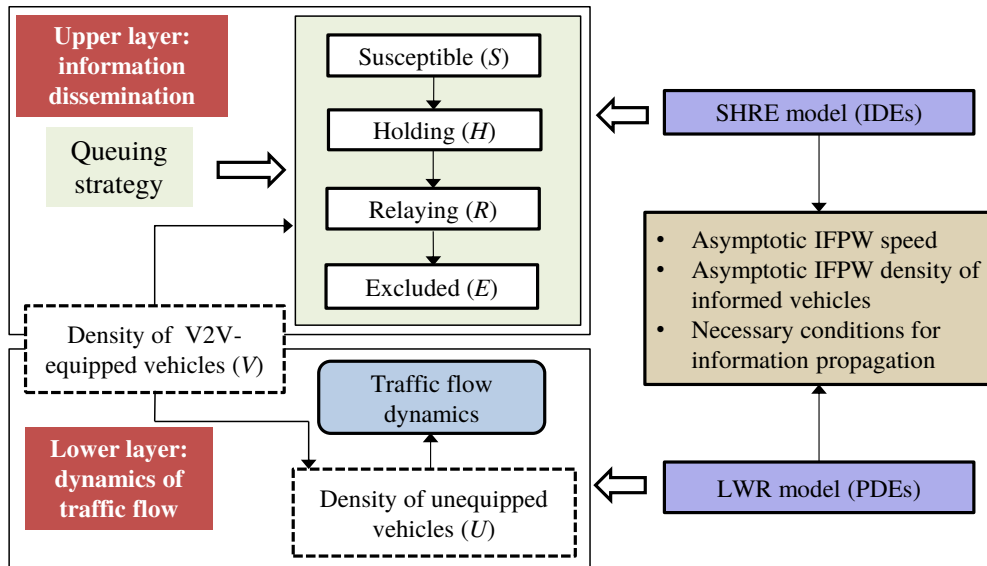 Upper layer:
information
dissemination
Queuing
strategy
Susceptible (S)
Holding (H)
Relaying (R)
Excluded (E)
SHRE model (IDEs)
• Asymptotic IFPW speed
• Asymptotic IFPW density of
informed vehicles
• Necessary conditions for
information propagation
Density of V2V-
equipped vehicles (V)
Traffic flow
dynamics
Lower layer:
dynamics of
traffic flow
Density of unequipped
vehicles (U)
LWR model (PDEs)